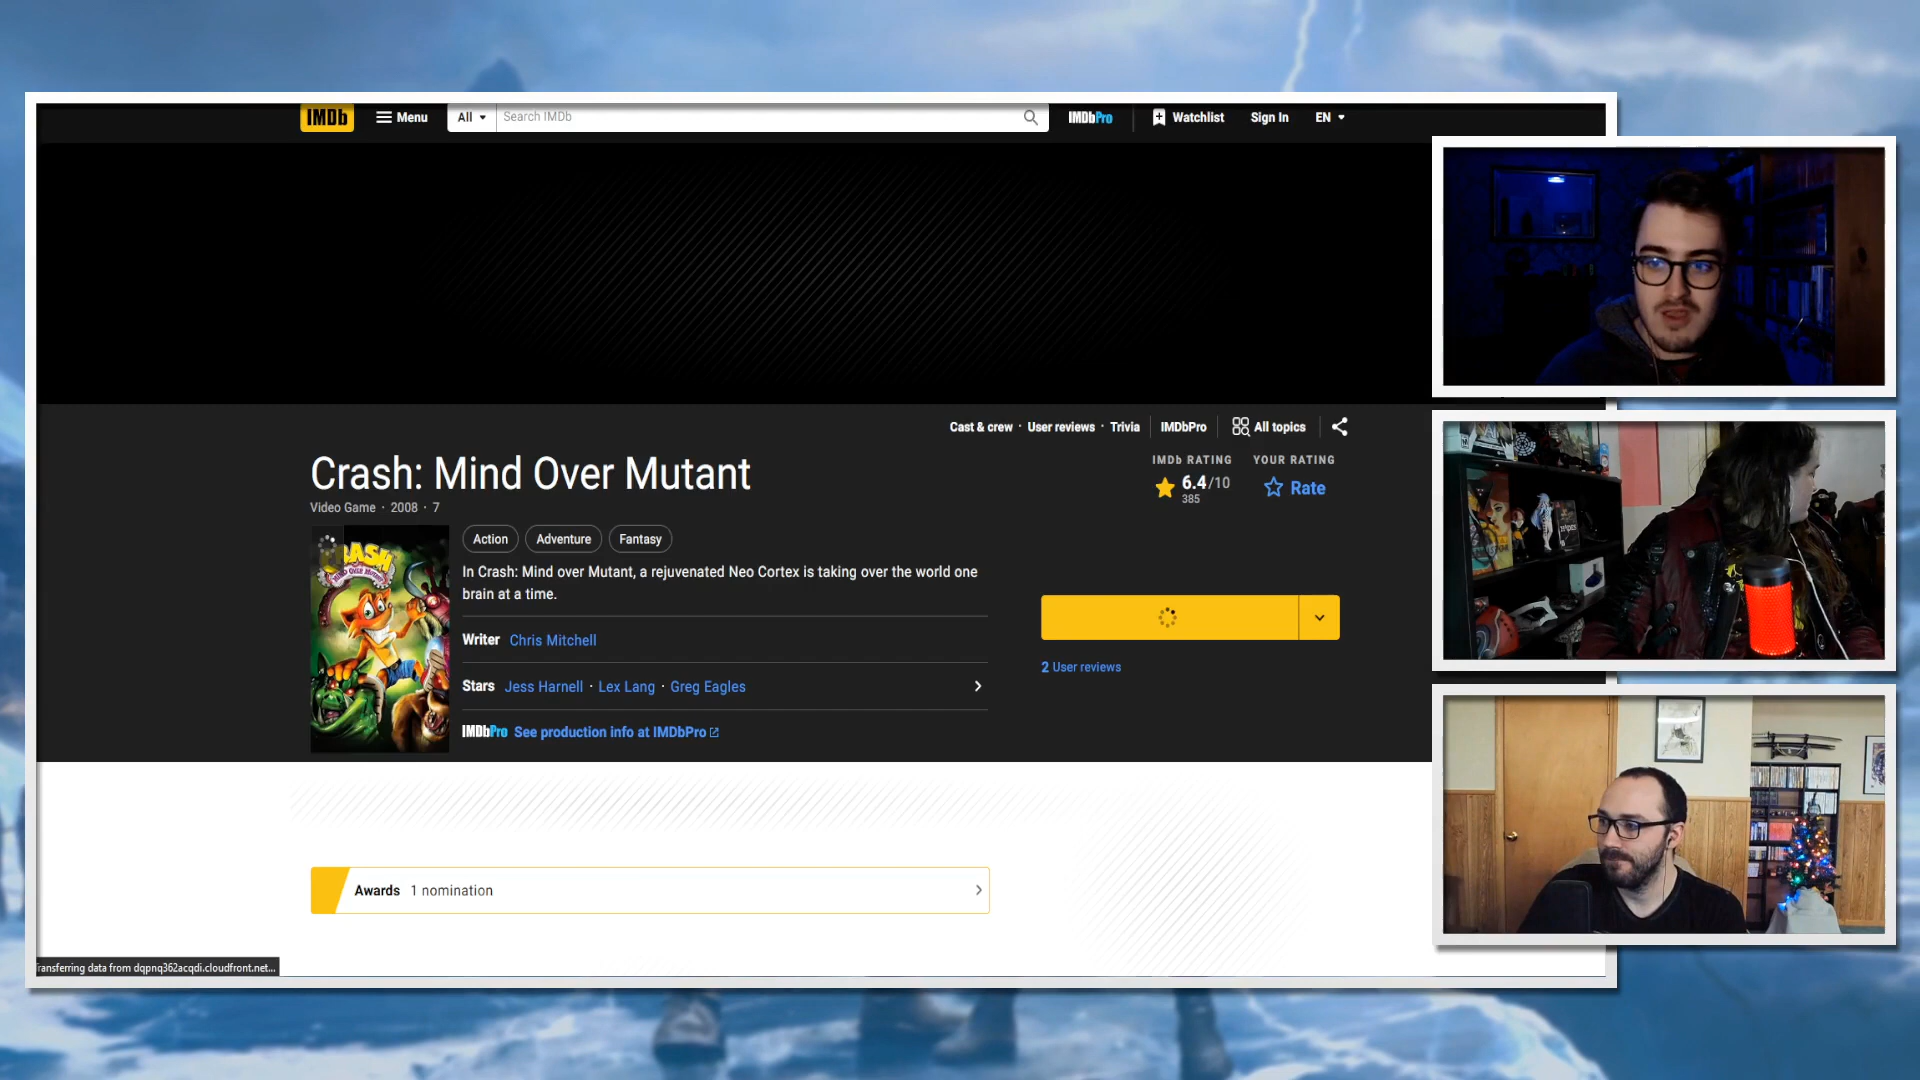 IMDb Menu All Search IMDb IMDbPro Watchlist Sign In EN
Cast & crew · User reviews · Trivia IMDbPro All topics
Crash: Mind Over Mutant
IMDb RATING YOUR RATING
6.4/10 Rate
385
Video Game · 2008 · 7
Action Adventure Fantasy
CRASH
MIND OVER MUTANT
In Crash: Mind over Mutant, a rejuvenated Neo Cortex is taking over the world one
brain at a time.
Writer Chris Mitchell
2 User reviews
Stars Jess Harnell · Lex Lang · Greg Eagles
IMDbPro See production info at IMDbPro
Awards 1 nomination
ransferring data from dqpnq362acqdi.cloudfront.net...